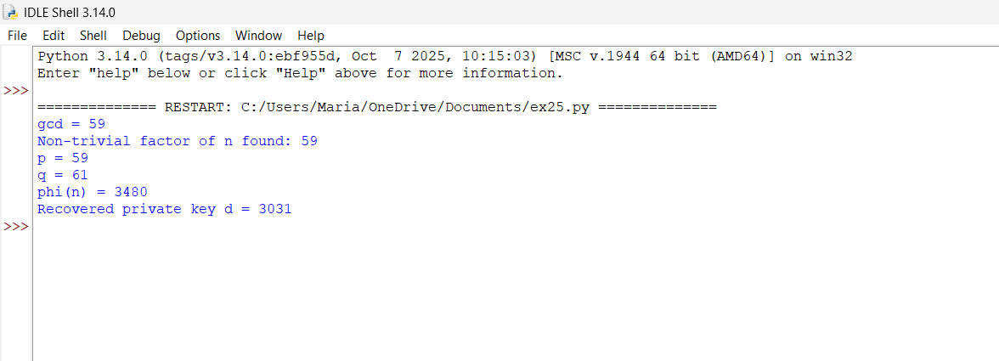 IDLE Shell 3.14.0
File Edit Shell Debug Options Window Help
Python 3.14.0 (tags/v3.14.0:ebf955d, Oct  7 2025, 10:15:03) [MSC v.1944 64 bit (AMD64)] on win32
Enter "help" below or click "Help" above for more information.
>>>
============== RESTART: C:/Users/Maria/OneDrive/Documents/ex25.py ==============
gcd = 59
Non-trivial factor of n found: 59
p = 59
q = 61
phi(n) = 3480
Recovered private key d = 3031
>>>